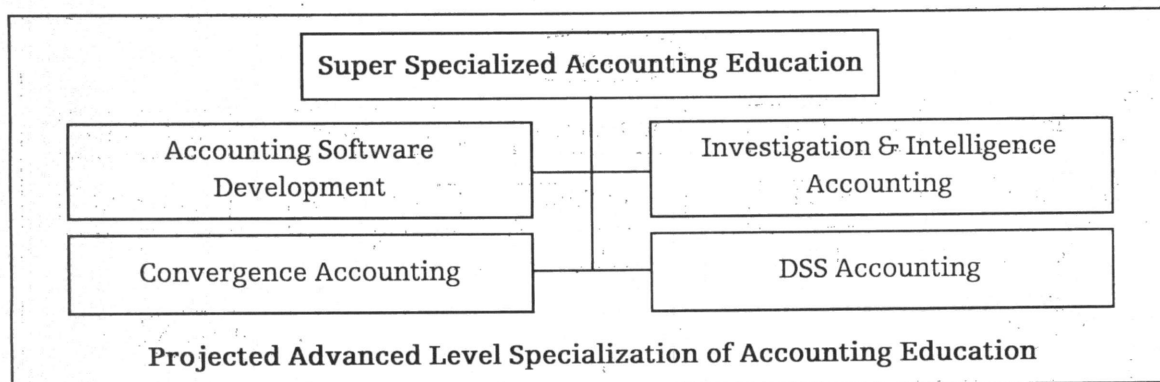 Super Specialized Accounting Education
Accounting Software
Development
Investigation & Intelligence
Accounting
Convergence Accounting
DSS Accounting
Projected Advanced Level Specialization of Accounting Education